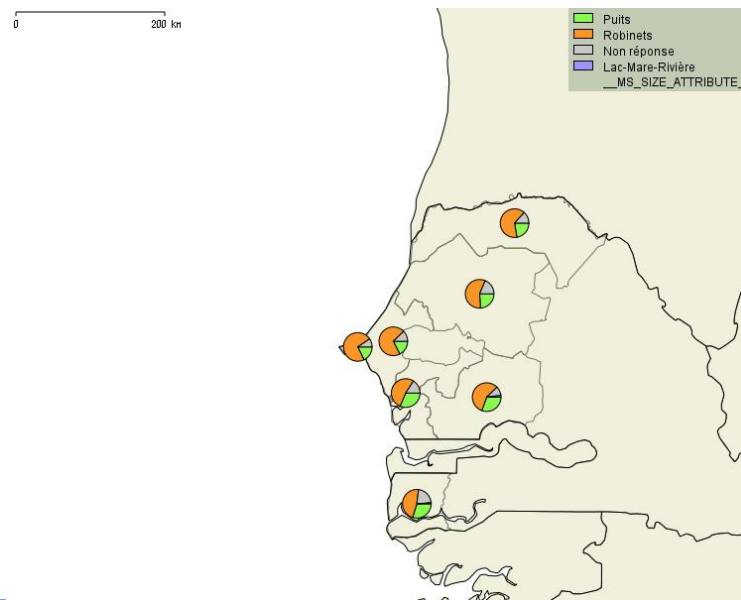 0 200 km
Puits
Robinets
Non réponse
Lac-Mare-Rivière
__MS_SIZE_ATTRIBUTE_